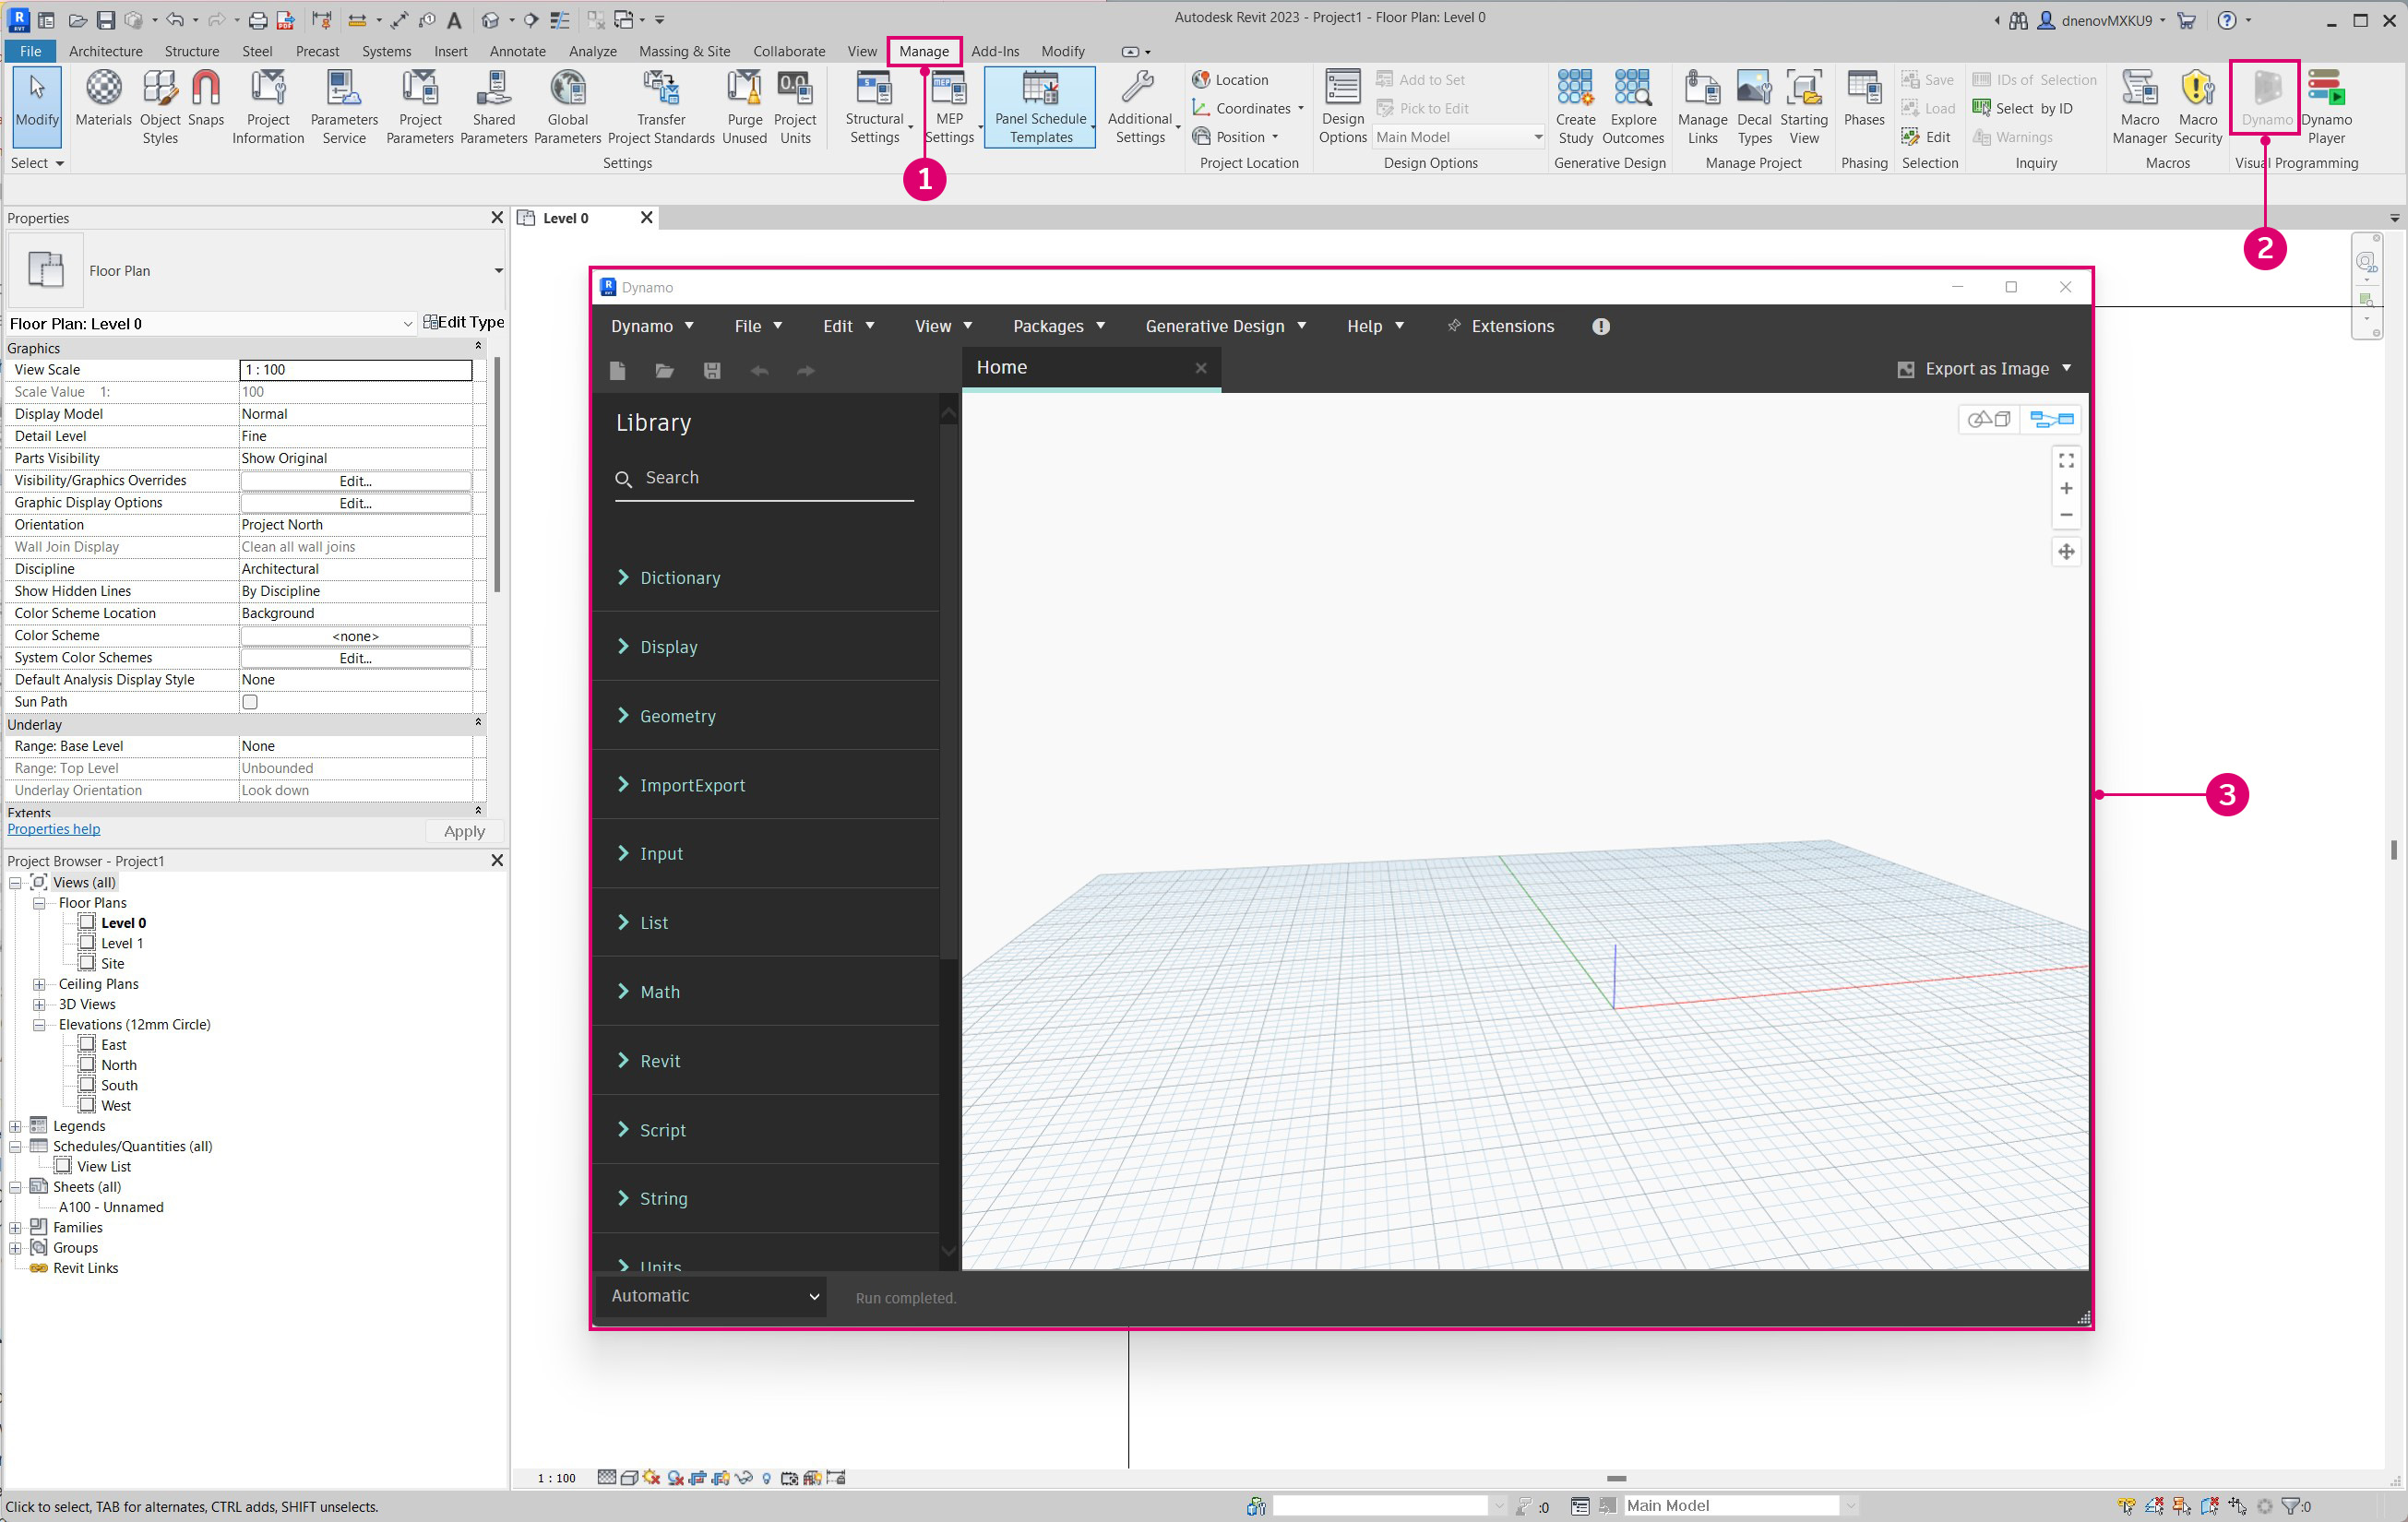 Autodesk Revit 2023 - Project1 - Floor Plan: Level 0
dnenovMXKU9
File Architecture Structure Steel Precast Systems Insert Annotate Analyze Massing & Site Collaborate View Manage Add-Ins Modify
Modify
Materials
Object Styles
Snaps
Project Information
Parameters Service
Project Parameters
Shared Parameters
Global Parameters
Transfer Project Standards
Purge Unused
Project Units
Structural Settings
MEP Settings
Panel Schedule Templates
Additional Settings
Location
Coordinates
Position
Design Options
Add to Set
Pick to Edit
Main Model
Create Study
Explore Outcomes
Manage Links
Decal Types
Starting View
Phases
Save
Load
Edit
IDs of Selection
Select by ID
Warnings
Macro Manager
Macro Security
Dynamo
Dynamo Player
Select
Settings
Project Location
Design Options
Generative Design
Manage Project
Phasing
Selection
Inquiry
Macros
Visual Programming
1
2
Properties
Floor Plan
Floor Plan: Level 0
Edit Type
Graphics
View Scale 1 : 100
Scale Value 1: 100
Display Model Normal
Detail Level Fine
Parts Visibility Show Original
Visibility/Graphics Overrides Edit...
Graphic Display Options Edit...
Orientation Project North
Wall Join Display Clean all wall joins
Discipline Architectural
Show Hidden Lines By Discipline
Color Scheme Location Background
Color Scheme <none>
System Color Schemes Edit...
Default Analysis Display Style None
Sun Path
Underlay
Range: Base Level None
Range: Top Level Unbounded
Underlay Orientation Look down
Extents
Properties help
Apply
Project Browser - Project1
Views (all)
Floor Plans
Level 0
Level 1
Site
Ceiling Plans
3D Views
Elevations (12mm Circle)
East
North
South
West
Legends
Schedules/Quantities (all)
View List
Sheets (all)
A100 - Unnamed
Families
Groups
Revit Links
Level 0
Dynamo
Dynamo File Edit View Packages Generative Design Help Extensions
Home
Export as Image
Library
Search
Dictionary
Display
Geometry
ImportExport
Input
List
Math
Revit
Script
String
Units
Automatic
Run completed.
3
1 : 100
Click to select, TAB for alternates, CTRL adds, SHIFT unselects.
:0
Main Model
:0